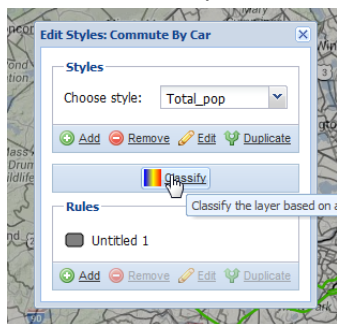 Edit Styles: Commute By Car
Styles
Choose style: Total_pop
Add Remove Edit Duplicate
Classify
Rules
Classify the layer based on a
Untitled 1
Add Remove Edit Duplicate
3